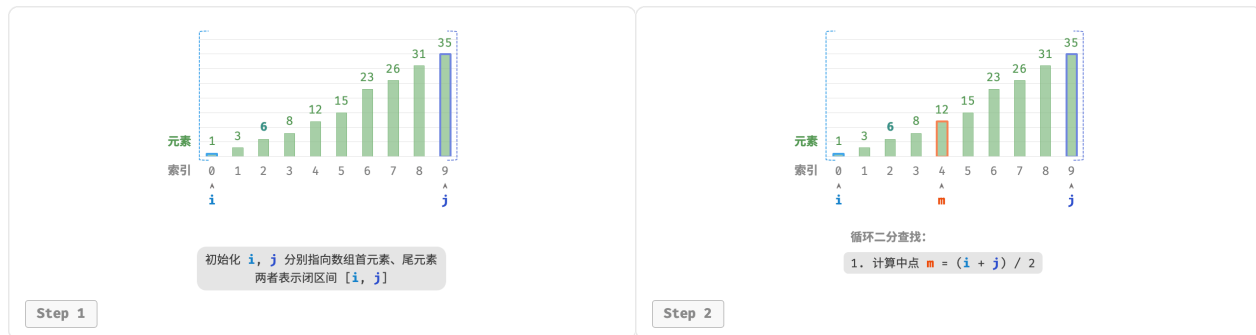 35
31
26
23
15
12
8
6
3
元素 1
索引 0 1 2 3 4 5 6 7 8 9
i j
初始化 i, j 分别指向数组首元素、尾元素
两者表示闭区间 [i, j]
Step 1
35
31
26
23
15
12
8
6
3
元素 1
索引 0 1 2 3 4 5 6 7 8 9
i m j
循环二分查找：
1. 计算中点 m = (i + j) / 2
Step 2